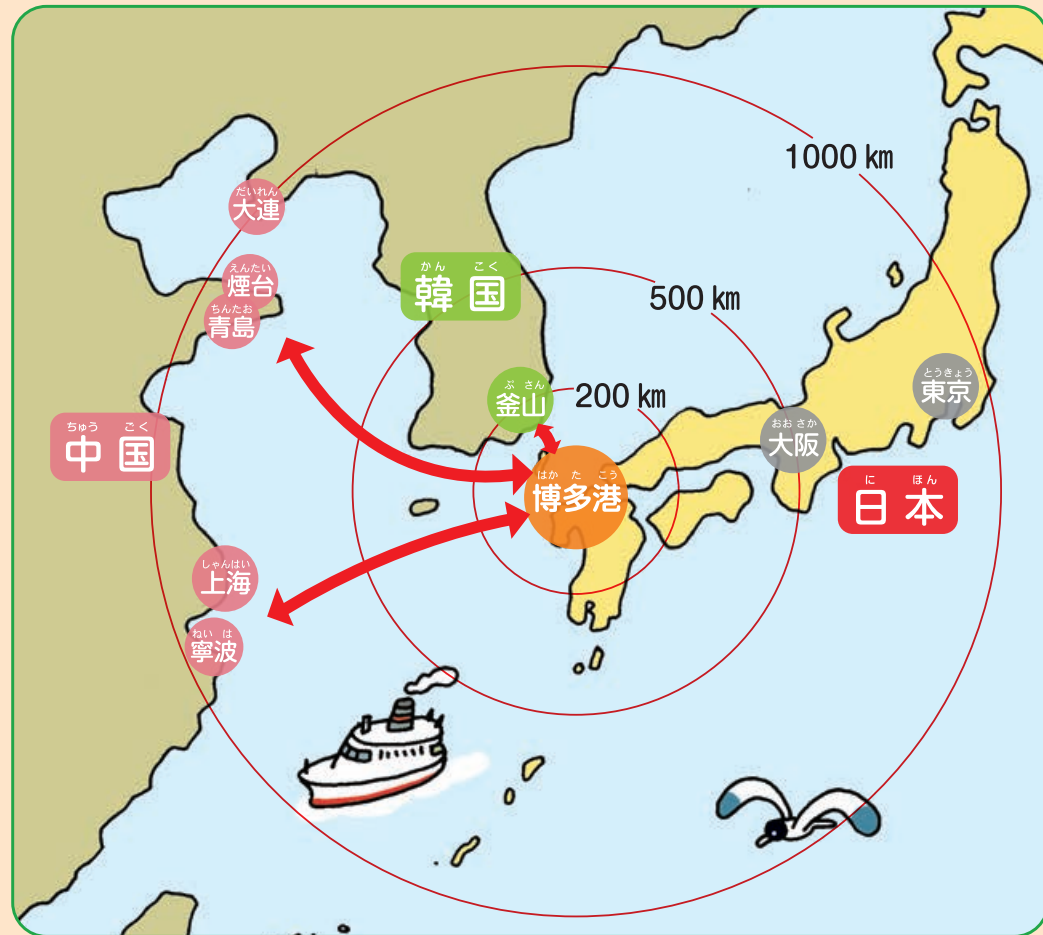 1000 km
だいれん
大連
えんたい
煙台
かん こく
韓国
ちんたお
青島
500 km
ぷ さん
釜山
200 km
とうきょう
東京
おお さか
大阪
ちゅう ごく
中国
はか た こう
博多港
に ほん
日本
しゃんはい
上海
ねい は
寧波